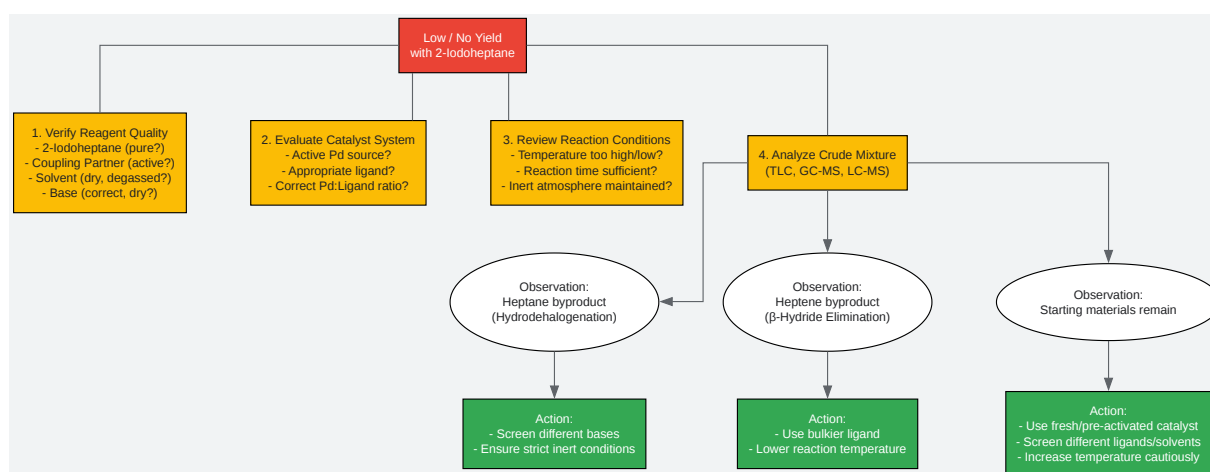 Low / No Yield
with 2-Iodoheptane
1. Verify Reagent Quality
- 2-Iodoheptane (pure?)
- Coupling Partner (active?)
- Solvent (dry, degassed?)
- Base (correct, dry?)
2. Evaluate Catalyst System
- Active Pd source?
- Appropriate ligand?
- Correct Pd:Ligand ratio?
3. Review Reaction Conditions
- Temperature too high/low?
- Reaction time sufficient?
- Inert atmosphere maintained?
4. Analyze Crude Mixture
(TLC, GC-MS, LC-MS)
Observation:
Heptane byproduct
(Hydrodehalogenation)
Observation:
Heptene byproduct
(β-Hydride Elimination)
Observation:
Starting materials remain
Action:
- Screen different bases
- Ensure strict inert conditions
Action:
- Use bulkier ligand
- Lower reaction temperature
Action:
- Use fresh/pre-activated catalyst
- Screen different ligands/solvents
- Increase temperature cautiously